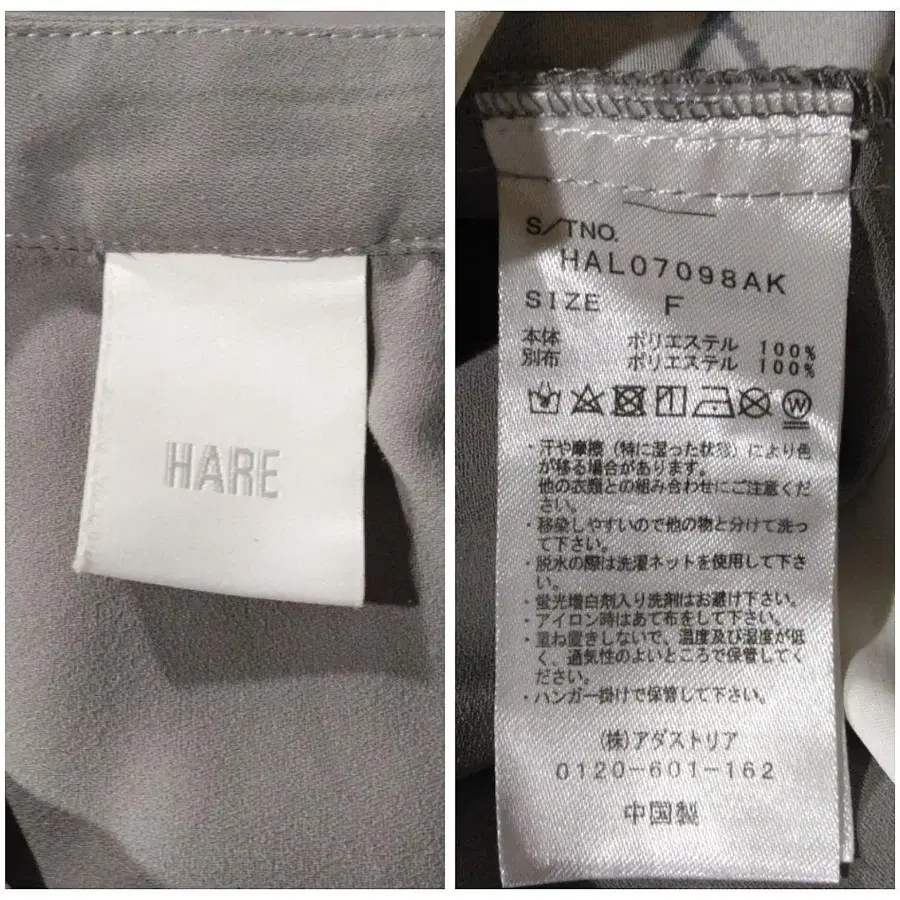 HARE
S/TNO.
HAL07098AK
SIZE F
本体 ポリエステル 100%
別布 ポリエステル 100%
W
・汗や摩擦（特に湿った状態）により色
が移る場合があります。
他の衣類との組み合わせにご注意くだ
さい。
・移染しやすいので他の物と分けて洗っ
て下さい。
・脱水の際は洗濯ネットを使用して下さ
い。
・蛍光増白剤入り洗剤はお避け下さい。
・アイロン時はあて布をして下さい。
・重ね置きしないで、温度及び湿度が低
く、通気性のよいところで保管してく
ださい。
・ハンガー掛けで保管して下さい。
(株)アダストリア
0120-601-162
中国製